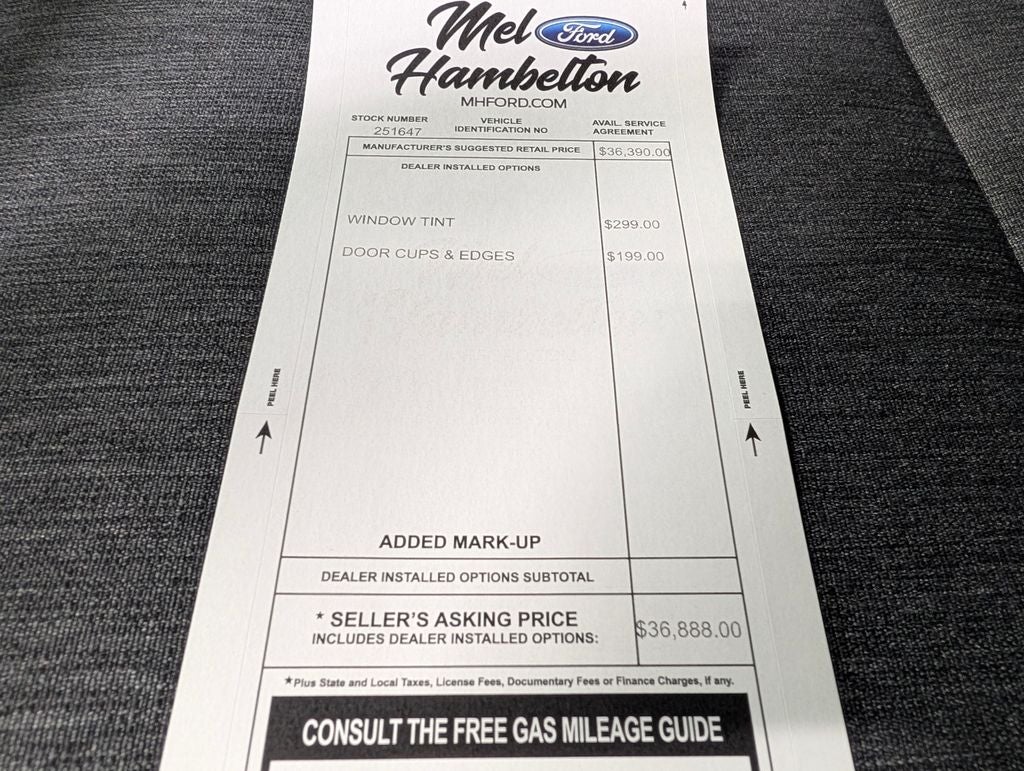 Mel Ford
Hambelton
MHFORD.COM
STOCK NUMBER
251647
VEHICLE
IDENTIFICATION NO
AVAIL. SERVICE
AGREEMENT
MANUFACTURER'S SUGGESTED RETAIL PRICE $36,390.00
DEALER INSTALLED OPTIONS
WINDOW TINT $299.00
DOOR CUPS & EDGES $199.00
PEEL HERE
PEEL HERE
ADDED MARK-UP
DEALER INSTALLED OPTIONS SUBTOTAL
* SELLER'S ASKING PRICE
INCLUDES DEALER INSTALLED OPTIONS:
$36,888.00
*Plus State and Local Taxes, License Fees, Documentary Fees or Finance Charges, If any.
CONSULT THE FREE GAS MILEAGE GUIDE